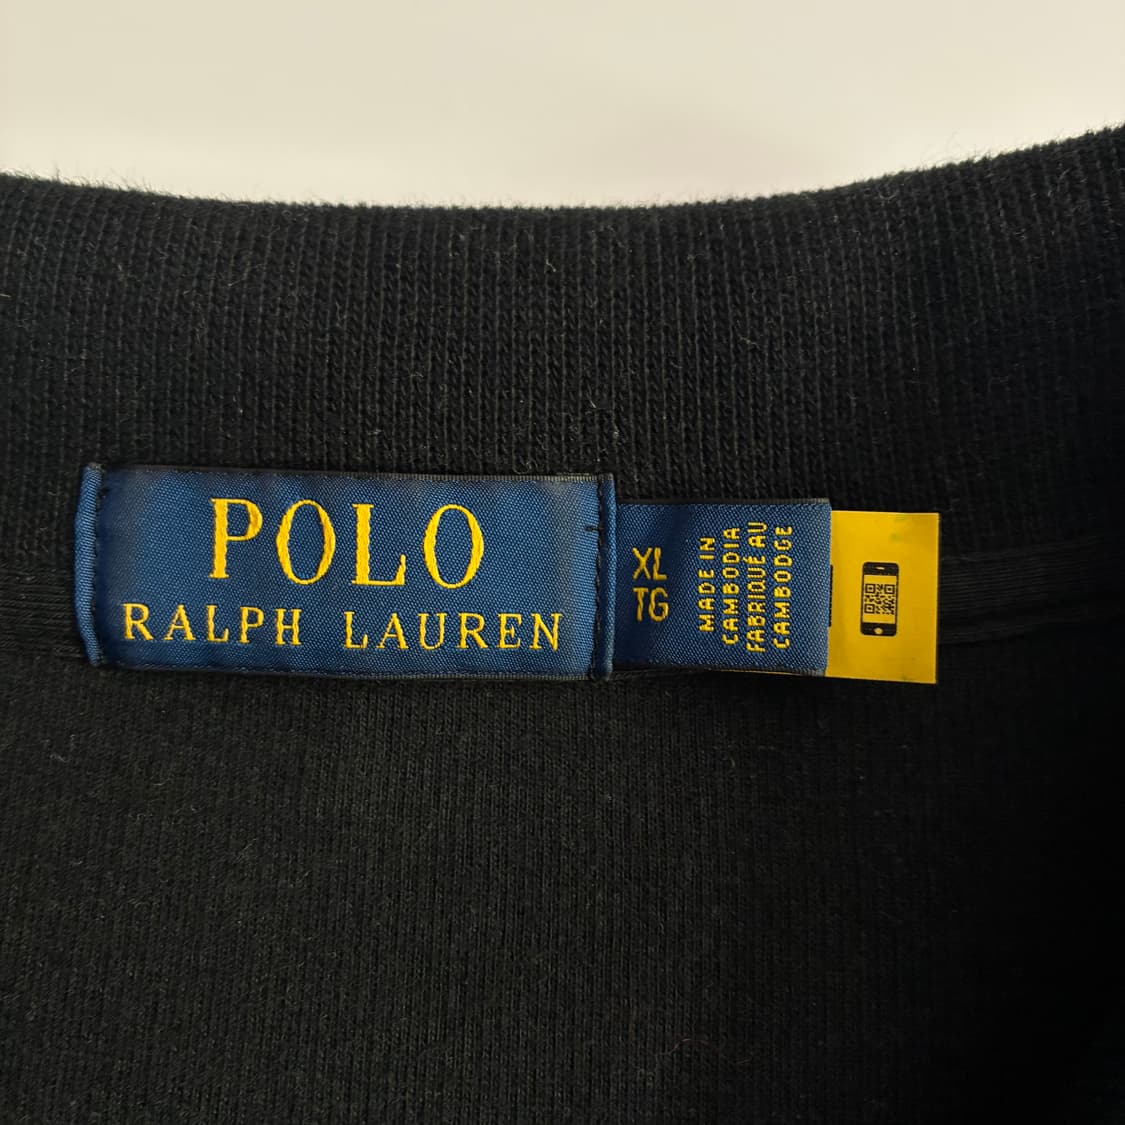 POLO
RALPH LAUREN
XL
TG
MADE IN
CAMBODIA
FABRIQUÉ AU
CAMBODGE